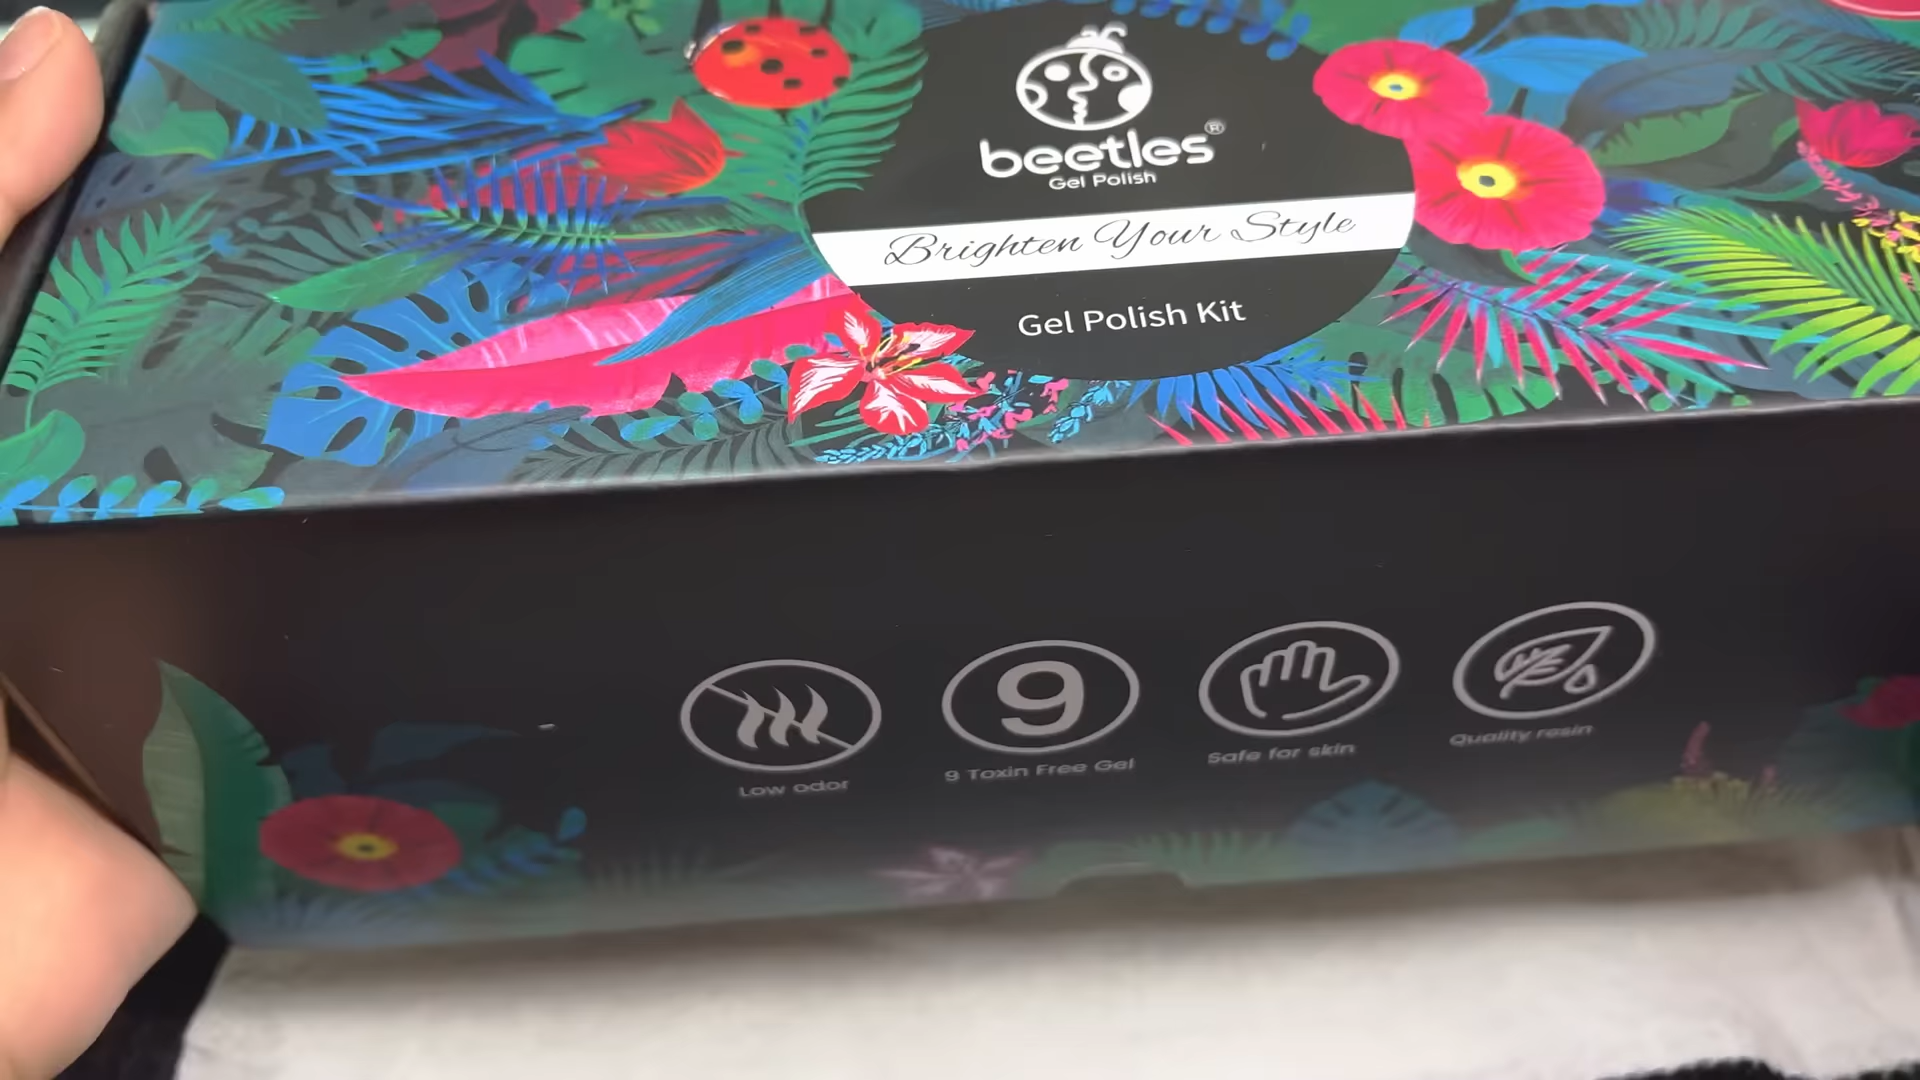 beetles®
Gel Polish
Brighten Your Style
Gel Polish Kit
9
Low odor
9 Toxin Free Gel
Safe for skin
Quality resin